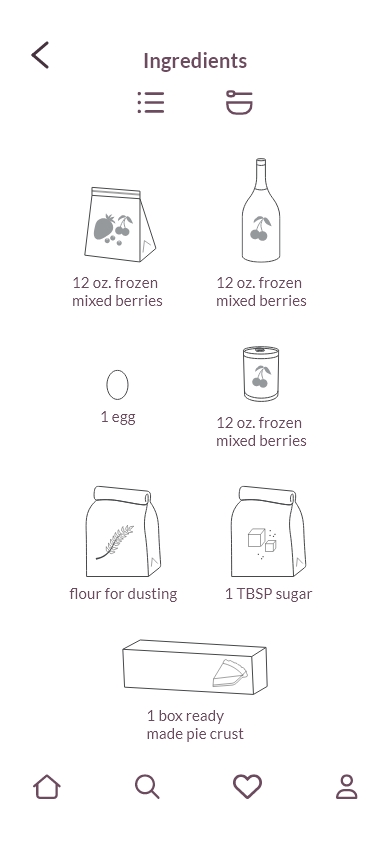 Ingredients
12 oz. frozen
mixed berries
12 oz. frozen
mixed berries
1 egg
12 oz. frozen
mixed berries
flour for dusting
1 TBSP sugar
1 box ready
made pie crust